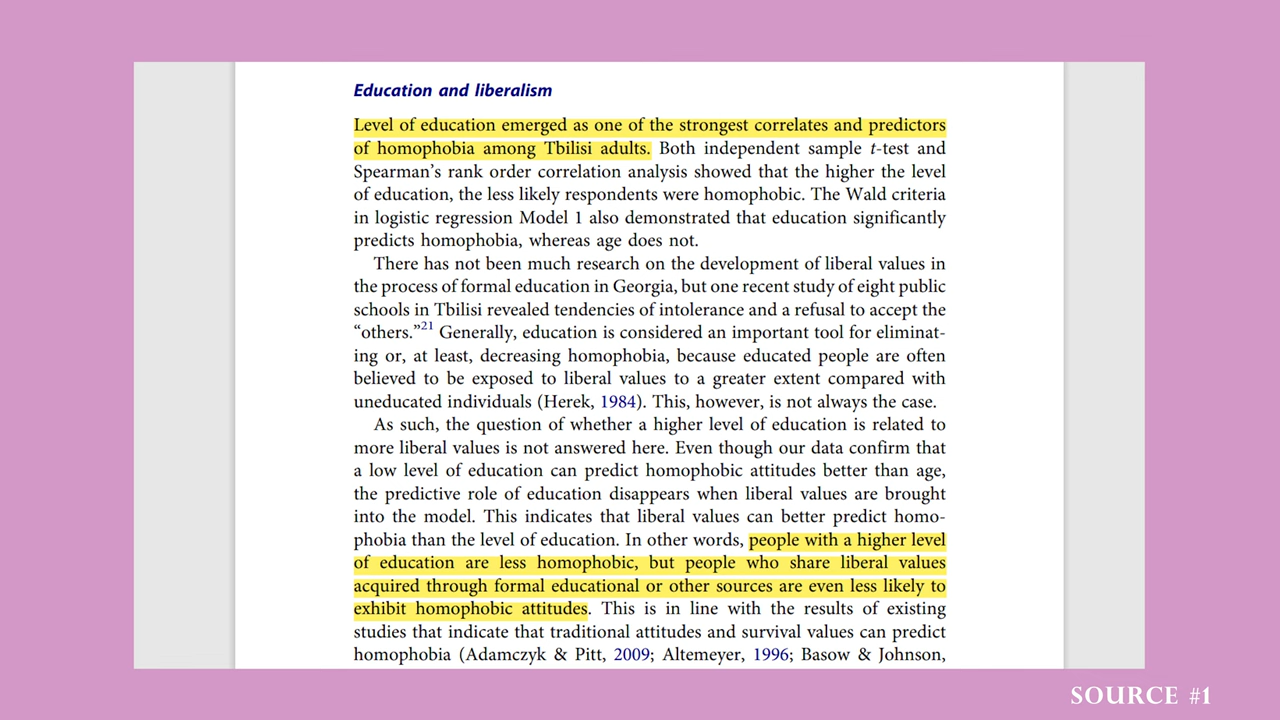 Education and liberalism
Level of education emerged as one of the strongest correlates and predictors
of homophobia among Tbilisi adults. Both independent sample t-test and
Spearman's rank order correlation analysis showed that the higher the level
of education, the less likely respondents were homophobic. The Wald criteria
in logistic regression Model 1 also demonstrated that education significantly
predicts homophobia, whereas age does not.
There has not been much research on the development of liberal values in
the process of formal education in Georgia, but one recent study of eight public
schools in Tbilisi revealed tendencies of intolerance and a refusal to accept the
“others.”21 Generally, education is considered an important tool for eliminat-
ing or, at least, decreasing homophobia, because educated people are often
believed to be exposed to liberal values to a greater extent compared with
uneducated individuals (Herek, 1984). This, however, is not always the case.
As such, the question of whether a higher level of education is related to
more liberal values is not answered here. Even though our data confirm that
a low level of education can predict homophobic attitudes better than age,
the predictive role of education disappears when liberal values are brought
into the model. This indicates that liberal values can better predict homo-
phobia than the level of education. In other words, people with a higher level
of education are less homophobic, but people who share liberal values
acquired through formal educational or other sources are even less likely to
exhibit homophobic attitudes. This is in line with the results of existing
studies that indicate that traditional attitudes and survival values can predict
homophobia (Adamczyk & Pitt, 2009; Altemeyer, 1996; Basow & Johnson,
SOURCE #1